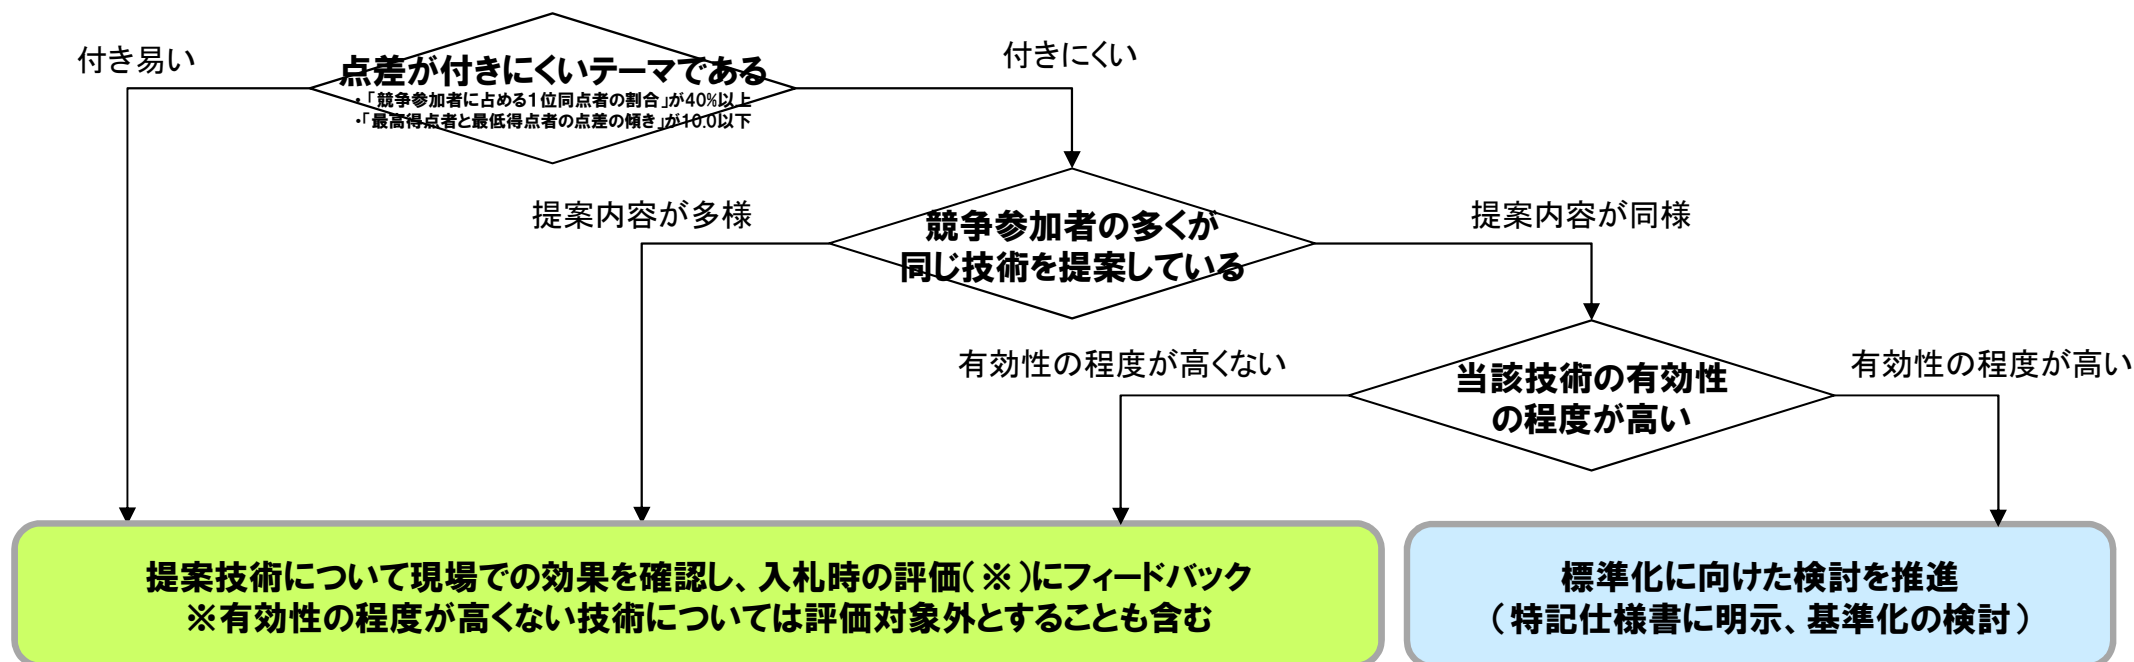 付き易い
点差が付きにくいテーマである
・「競争参加者に占める1位同点者の割合」が40%以上
・「最高得点者と最低得点者の点差の傾き」が10.0以下
付きにくい
提案内容が多様
競争参加者の多くが
同じ技術を提案している
提案内容が同様
有効性の程度が高くない
当該技術の有効性
の程度が高い
有効性の程度が高い
提案技術について現場での効果を確認し、入札時の評価(※)にフィードバック
※有効性の程度が高くない技術については評価対象外とすることも含む
標準化に向けた検討を推進
(特記仕様書に明示、基準化の検討)